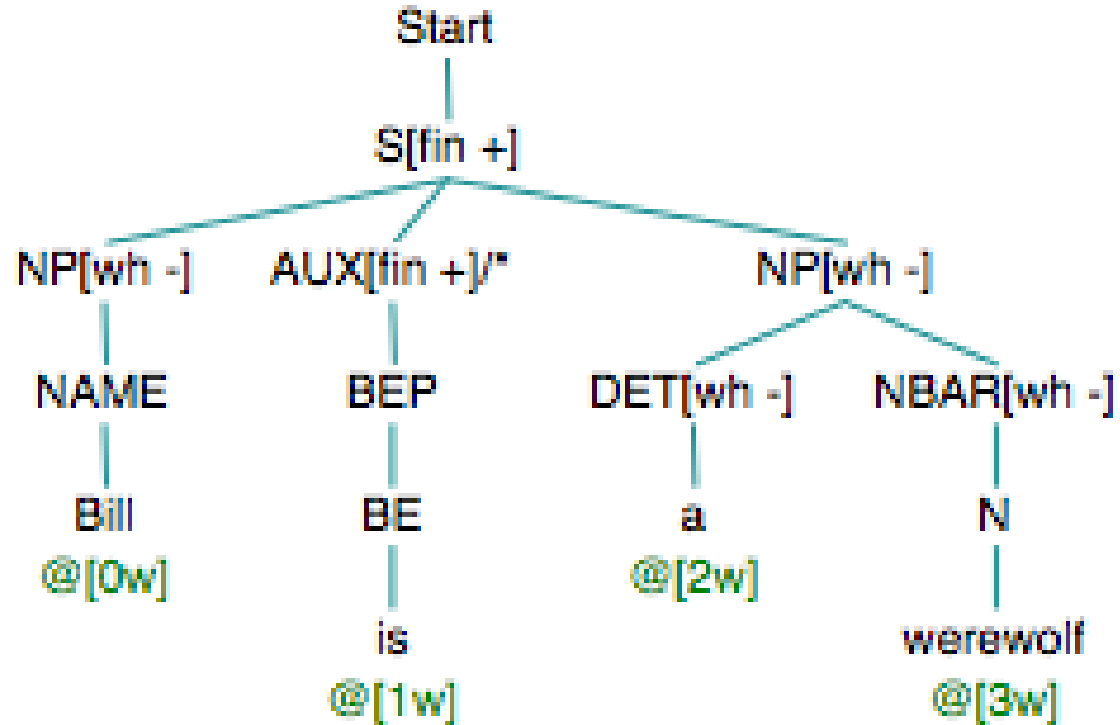 Start
S[fin +]
NP[wh -] AUX[fin +]/* NP[wh -]
NAME BEP DET[wh -] NBAR[wh -]
Bill BE a N
@[0w] @[2w]
is werewolf
@[1w] @[3w]